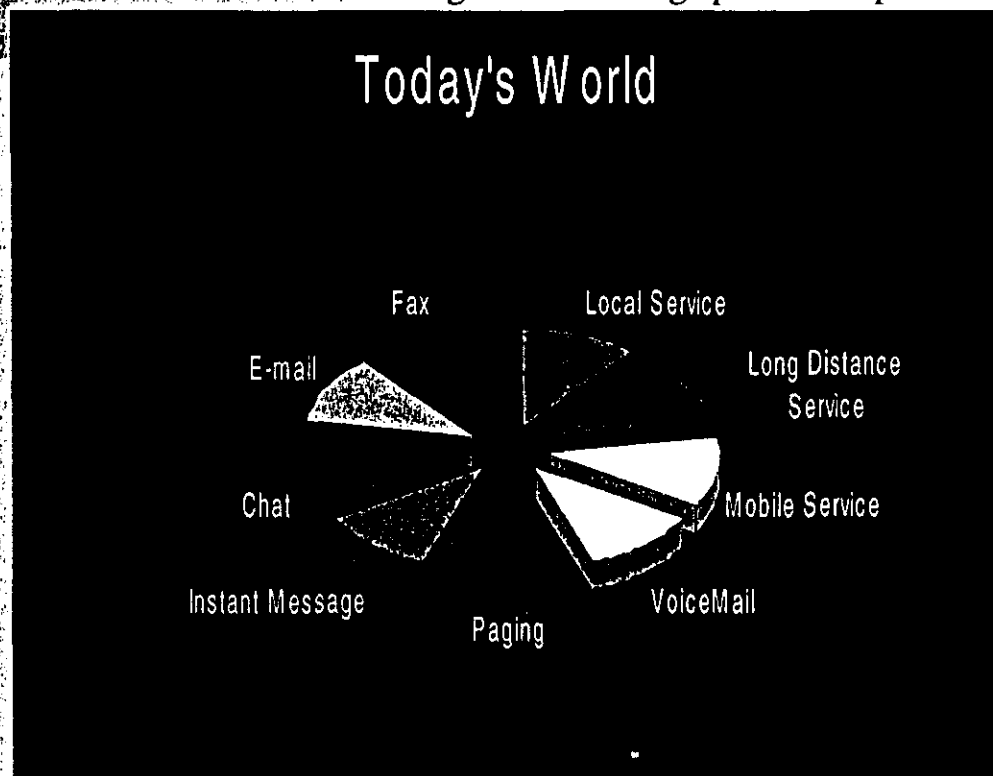 Today's World
Fax
Local Service
E-mail
Long Distance
Service
Chat
Mobile Service
Instant Message
VoiceMail
Paging